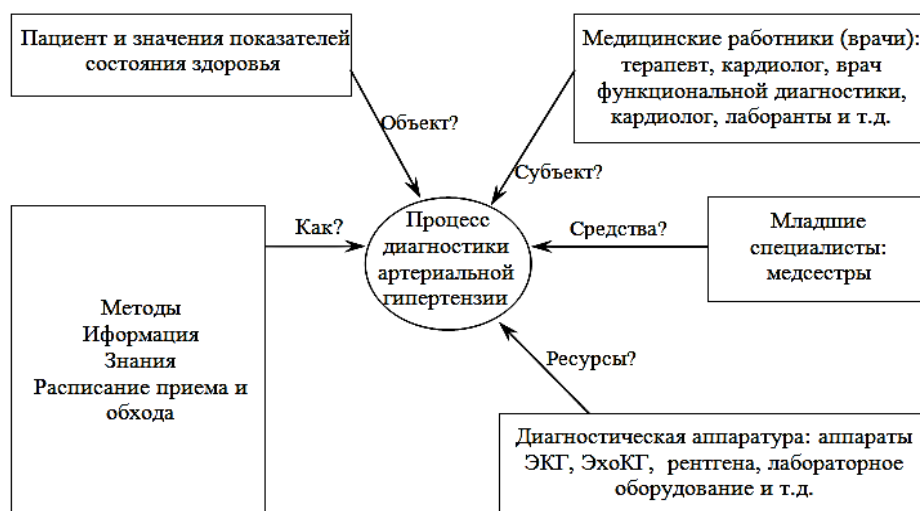 Пациент и значения показателей
состояния здоровья
Медицинские работники (врачи):
терапевт, кардиолог, врач
функциональной диагностики,
кардиолог, лаборанты и т.д.
Объект?
Субъект?
Как?
Процесс
диагностики
артериальной
гипертензии
Средства?
Младшие
специалисты:
медсестры
Методы
Иформация
Знания
Расписание приема и
обхода
Ресурсы?
Диагностическая аппаратура: аппараты
ЭКГ, ЭхоКГ, рентгена, лабораторное
оборудование и т.д.